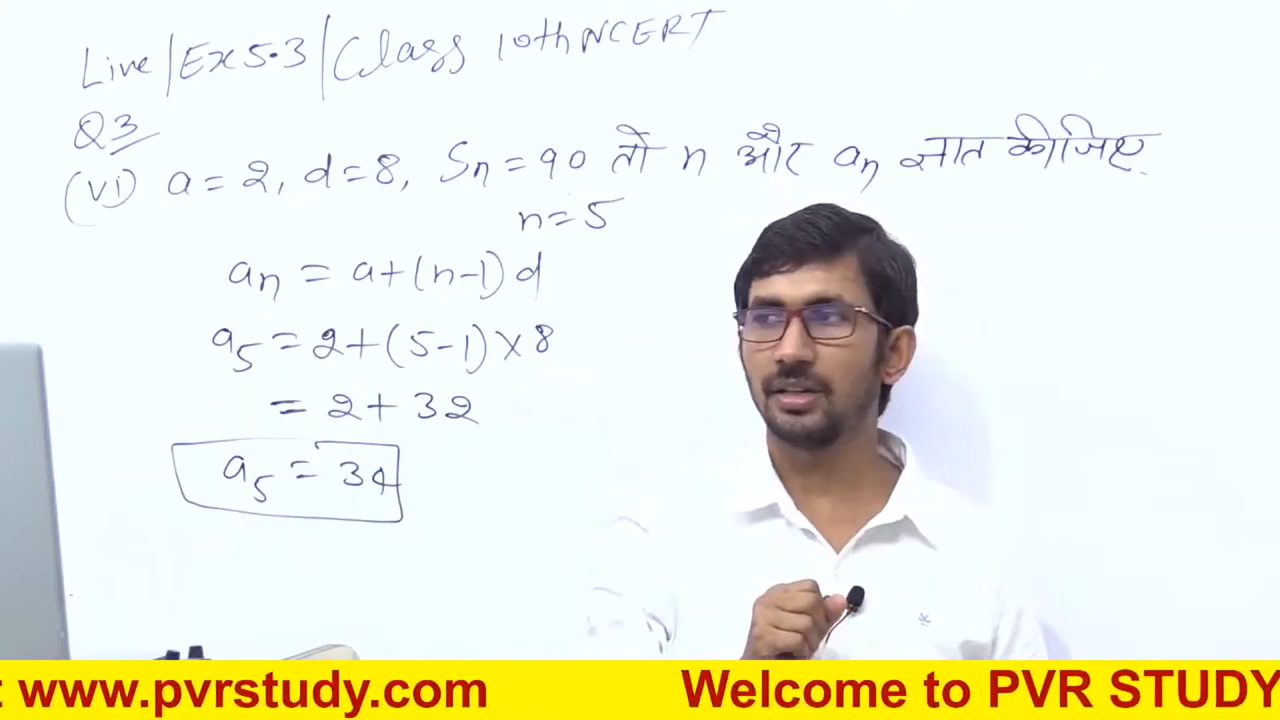 Live | Ex 5.3 | Class 10th NCERT
Q3
(vi) a = 2, d = 8, Sn = 90 तो n और an ज्ञात कीजिए.
n = 5
an = a + (n-1) d
a5 = 2 + (5-1) × 8
= 2 + 32
a5 = 34
www.pvrstudy.com Welcome to PVR STUDY